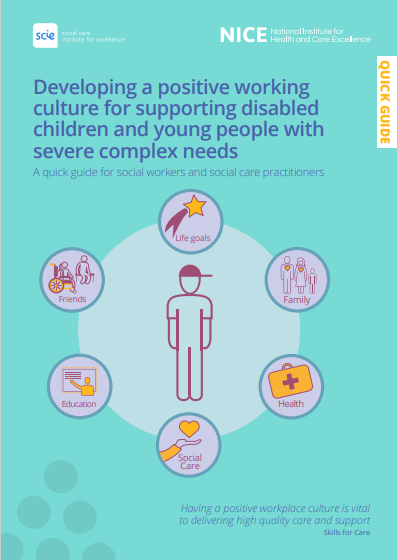 scie social care
institute for excellence
NICE National Institute for
Health and Care Excellence
QUICK GUIDE
Developing a positive working
culture for supporting disabled
children and young people with
severe complex needs
A quick guide for social workers and social care practitioners
Life goals
Friends
Family
Education
Health
Social
Care
Having a positive workplace culture is vital
to delivering high quality care and support
Skills for Care